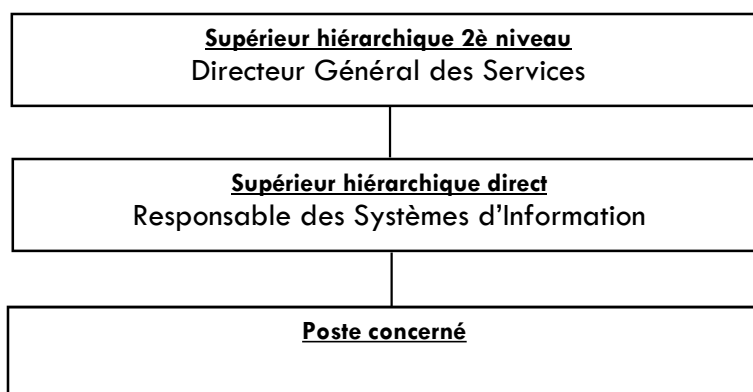 Supérieur hiérarchique 2è niveau
Directeur Général des Services
Supérieur hiérarchique direct
Responsable des Systèmes d'Information
Poste concerné